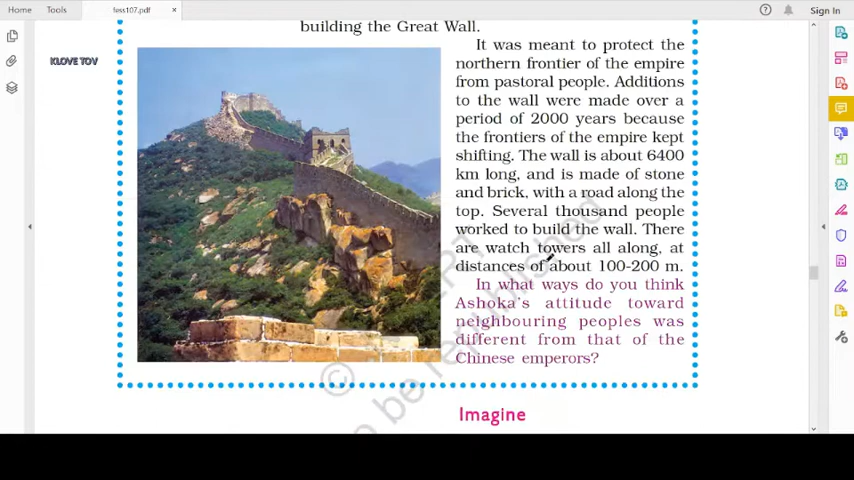 Home Tools fess107.pdf × Sign In
KLOVE TOV
building the Great Wall.
It was meant to protect the
northern frontier of the empire
from pastoral people. Additions
to the wall were made over a
period of 2000 years because
the frontiers of the empire kept
shifting. The wall is about 6400
km long, and is made of stone
and brick, with a road along the
top. Several thousand people
worked to build the wall. There
are watch towers all along, at
distances of about 100-200 m.
In what ways do you think
Ashoka's attitude toward
neighbouring peoples was
different from that of the
Chinese emperors?
Imagine